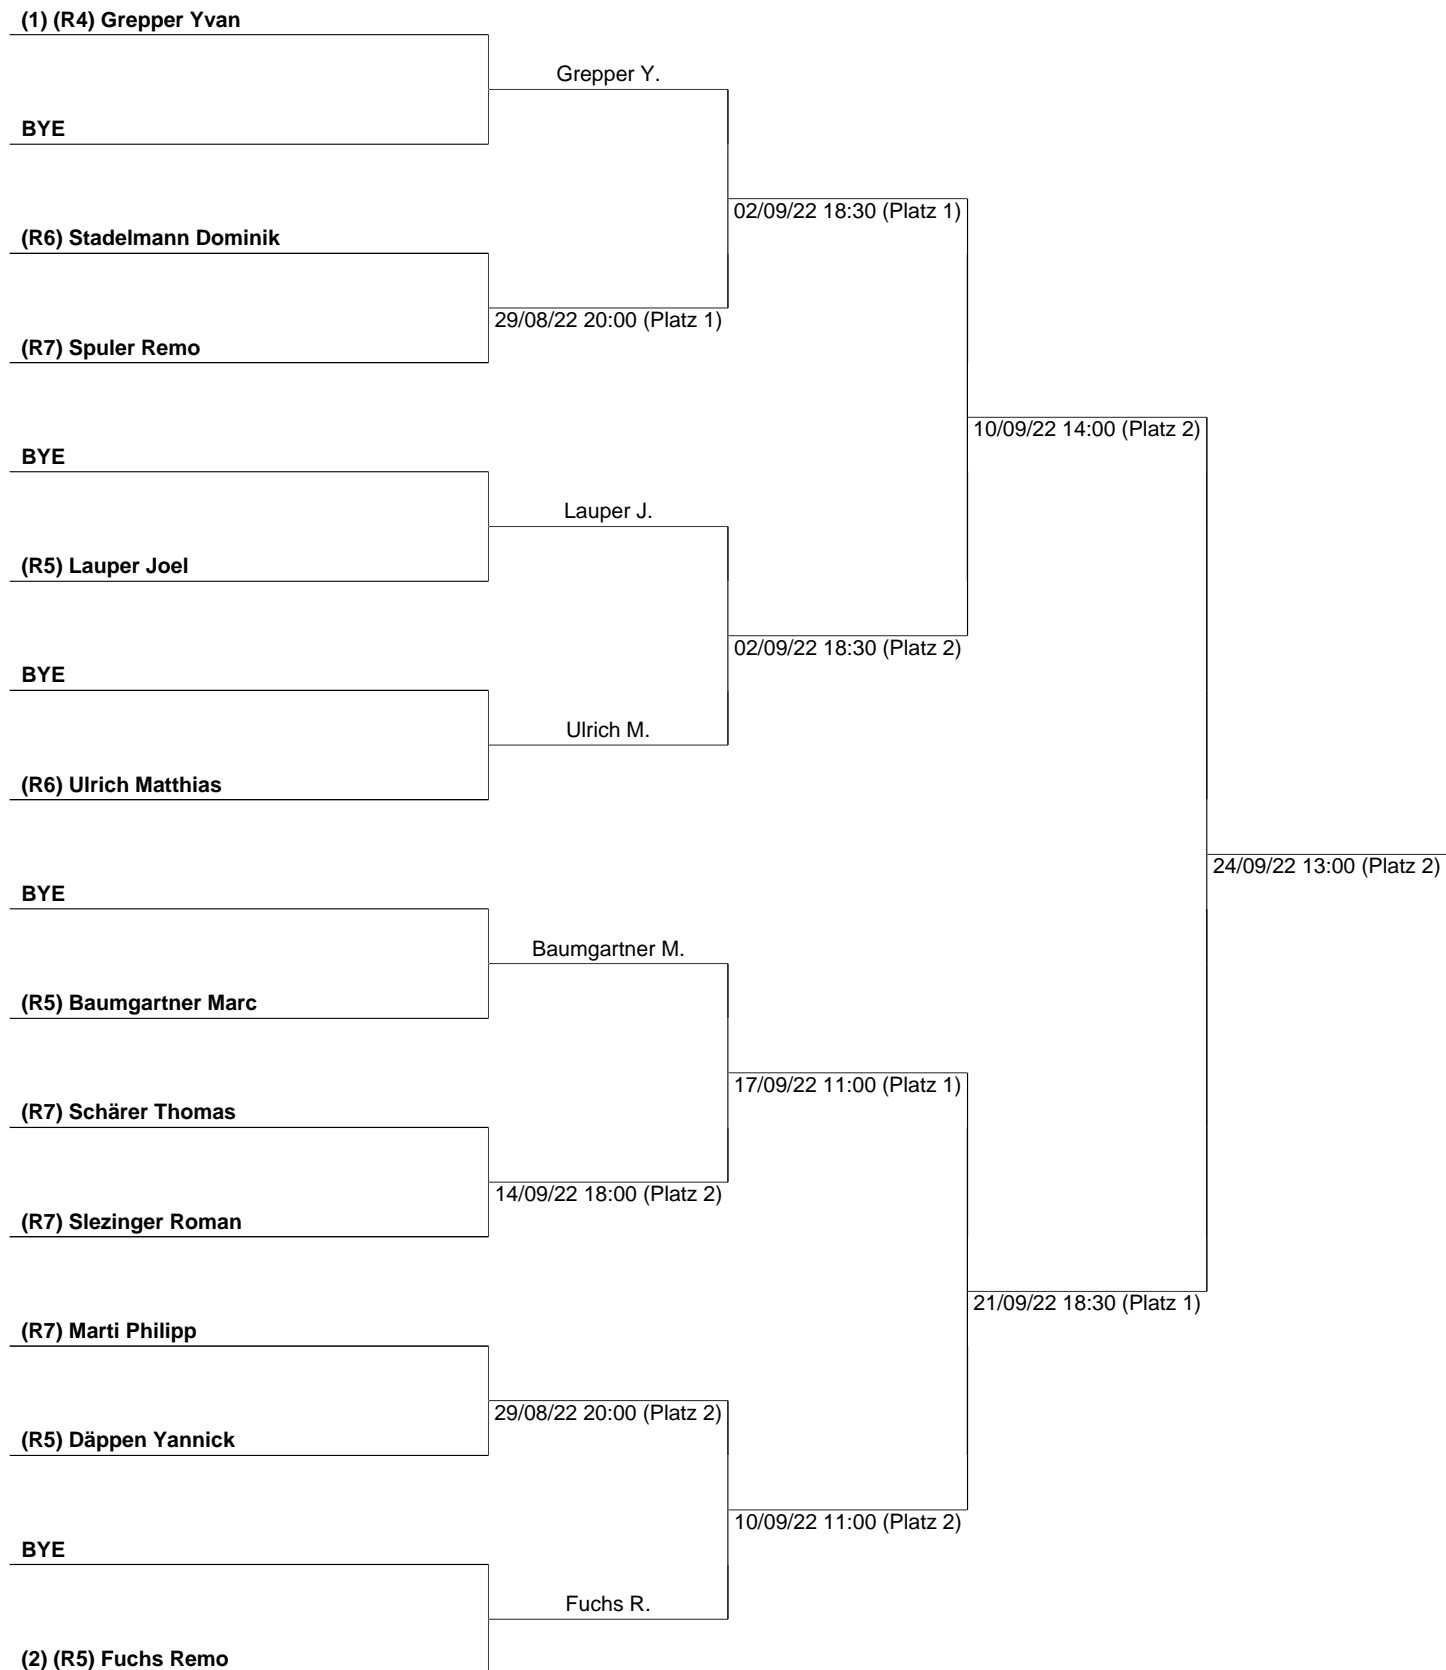 (1) (R4) Grepper Yvan
Grepper Y.
BYE
02/09/22 18:30 (Platz 1)
(R6) Stadelmann Dominik
29/08/22 20:00 (Platz 1)
(R7) Spuler Remo
10/09/22 14:00 (Platz 2)
BYE
Lauper J.
(R5) Lauper Joel
02/09/22 18:30 (Platz 2)
BYE
Ulrich M.
(R6) Ulrich Matthias
24/09/22 13:00 (Platz 2)
BYE
Baumgartner M.
(R5) Baumgartner Marc
17/09/22 11:00 (Platz 1)
(R7) Schärer Thomas
14/09/22 18:00 (Platz 2)
(R7) Slezinger Roman
21/09/22 18:30 (Platz 1)
(R7) Marti Philipp
29/08/22 20:00 (Platz 2)
(R5) Däppen Yannick
10/09/22 11:00 (Platz 2)
BYE
Fuchs R.
(2) (R5) Fuchs Remo